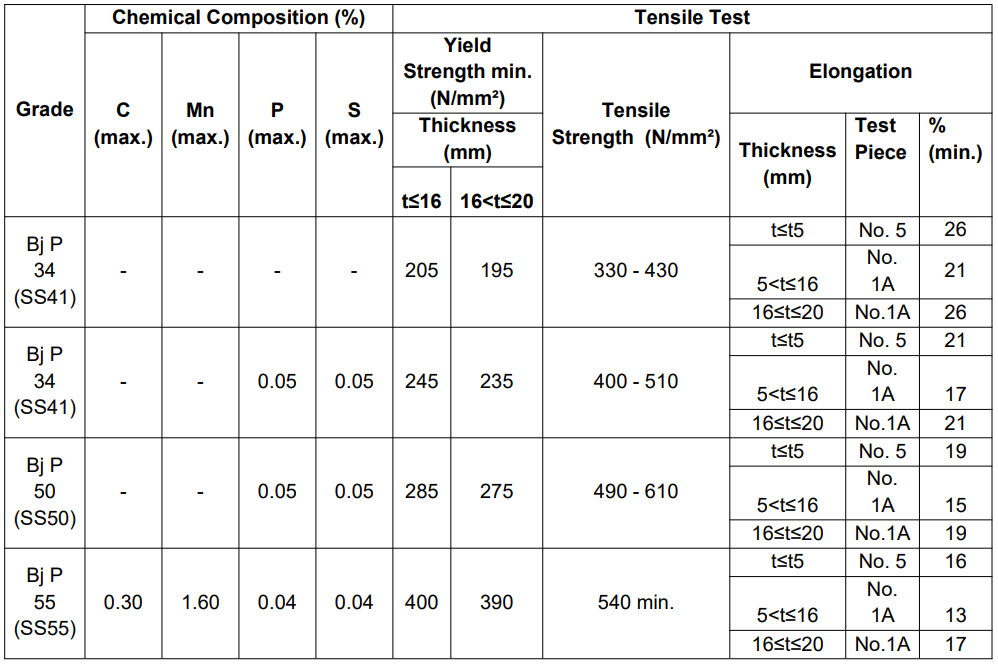 Grade
Chemical Composition (%)
Tensile Test
C
(max.)
Mn
(max.)
P
(max.)
S
(max.)
Yield
Strength min.
(N/mm²)
Thickness
(mm)
t≤16
16<t≤20
Tensile
Strength (N/mm²)
Elongation
Thickness
(mm)
Test
Piece
%
(min.)
Bj P
34
(SS41)
-
-
-
-
205
195
330 - 430
t≤t5
No. 5
26
5<t≤16
No.
1A
21
16≤t≤20
No.1A
26
Bj P
34
(SS41)
-
-
0.05
0.05
245
235
400 - 510
t≤t5
No. 5
21
5<t≤16
No.
1A
17
16≤t≤20
No.1A
21
Bj P
50
(SS50)
-
-
0.05
0.05
285
275
490 - 610
t≤t5
No. 5
19
5<t≤16
No.
1A
15
16≤t≤20
No.1A
19
Bj P
55
(SS55)
0.30
1.60
0.04
0.04
400
390
540 min.
t≤t5
No. 5
16
5<t≤16
No.
1A
13
16≤t≤20
No.1A
17